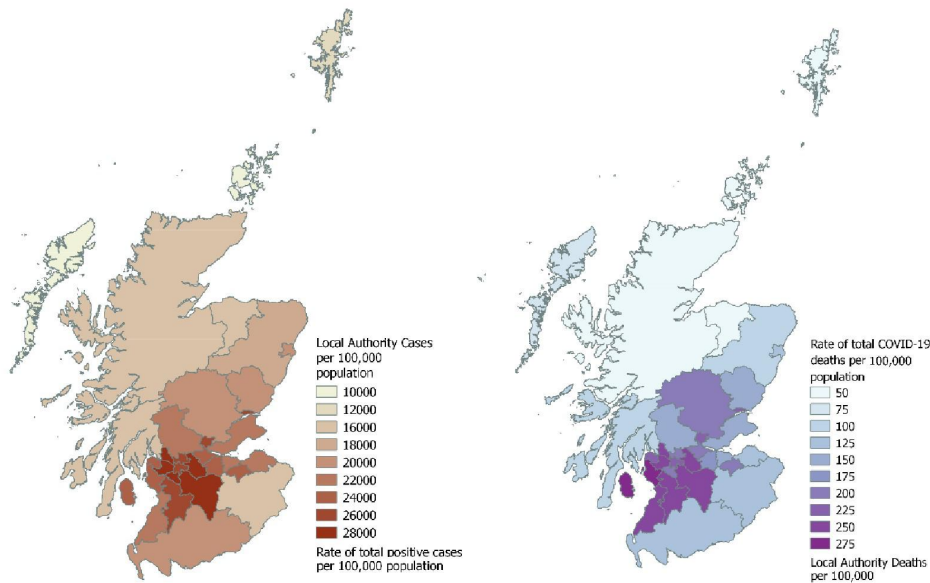 Local Authority Cases
per 100,000
population
10000
12000
16000
18000
20000
22000
24000
26000
28000
Rate of total positive cases
per 100,000 population
Rate of total COVID-19
deaths per 100,000
population
50
75
100
125
150
175
200
225
250
275
Local Authority Deaths
per 100,000